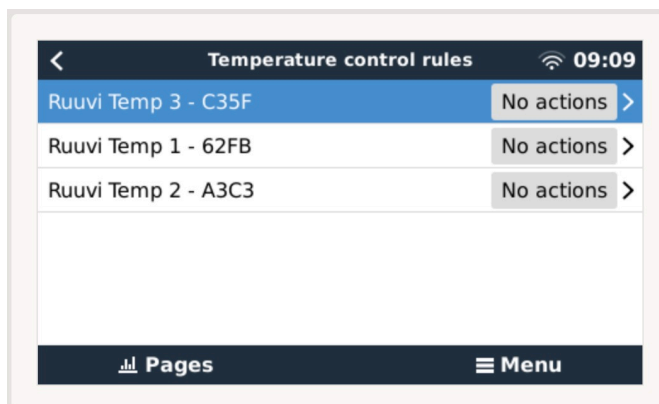 Temperature control rules 09:09
Ruuvi Temp 3 - C35F No actions
Ruuvi Temp 1 - 62FB No actions
Ruuvi Temp 2 - A3C3 No actions
Pages Menu